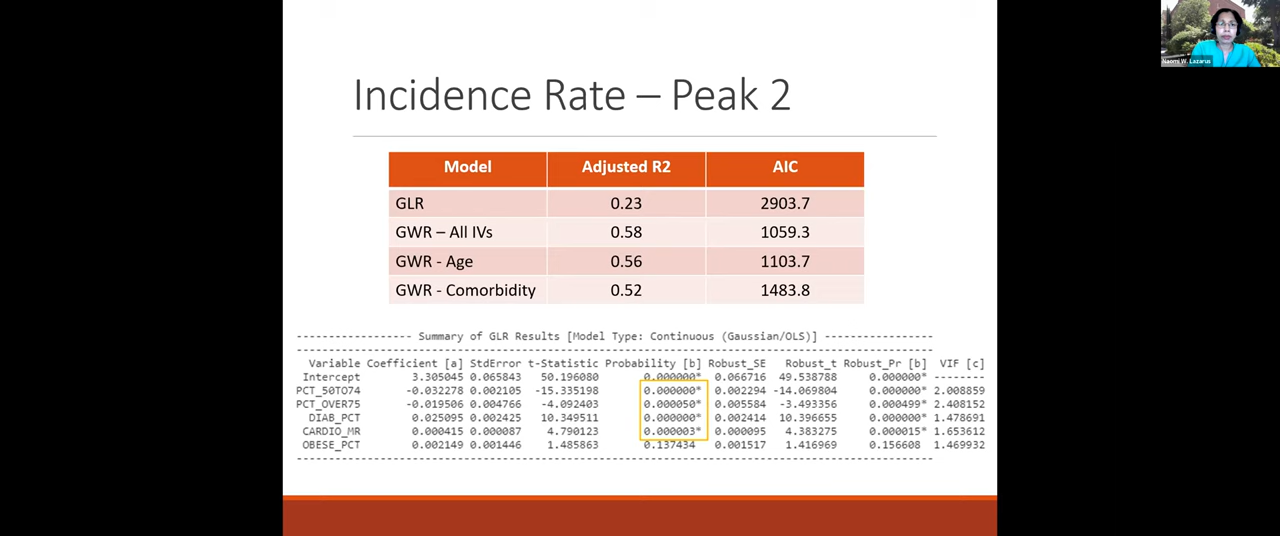 Naomi W. Lazarus
Incidence Rate – Peak 2
Model Adjusted R2 AIC
GLR 0.23 2903.7
GWR – All IVs 0.58 1059.3
GWR - Age 0.56 1103.7
GWR - Comorbidity 0.52 1483.8
----------------- Summary of GLR Results [Model Type: Continuous (Gaussian/OLS)] -----------------
Variable Coefficient [a] StdError t-Statistic Probability [b] Robust_SE Robust_t Robust_Pr [b] VIF [c]
Intercept 3.305045 0.065843 50.196080 0.000000* 0.066716 49.538788 0.000000* --------
PCT_50TO74 -0.032278 0.002105 -15.335198 0.000000* 0.002294 -14.069804 0.000000* 2.008859
PCT_OVER75 -0.019506 0.004766 -4.092403 0.000050* 0.005584 -3.493356 0.000499* 2.408152
DIAB_PCT 0.025095 0.002425 10.349511 0.000000* 0.002414 10.396655 0.000000* 1.478691
CARDIO_MR 0.000415 0.000087 4.790123 0.000003* 0.000095 4.383275 0.000015* 1.653612
OBESE_PCT 0.002149 0.001446 1.485863 0.137434 0.001517 1.416969 0.156608 1.469932